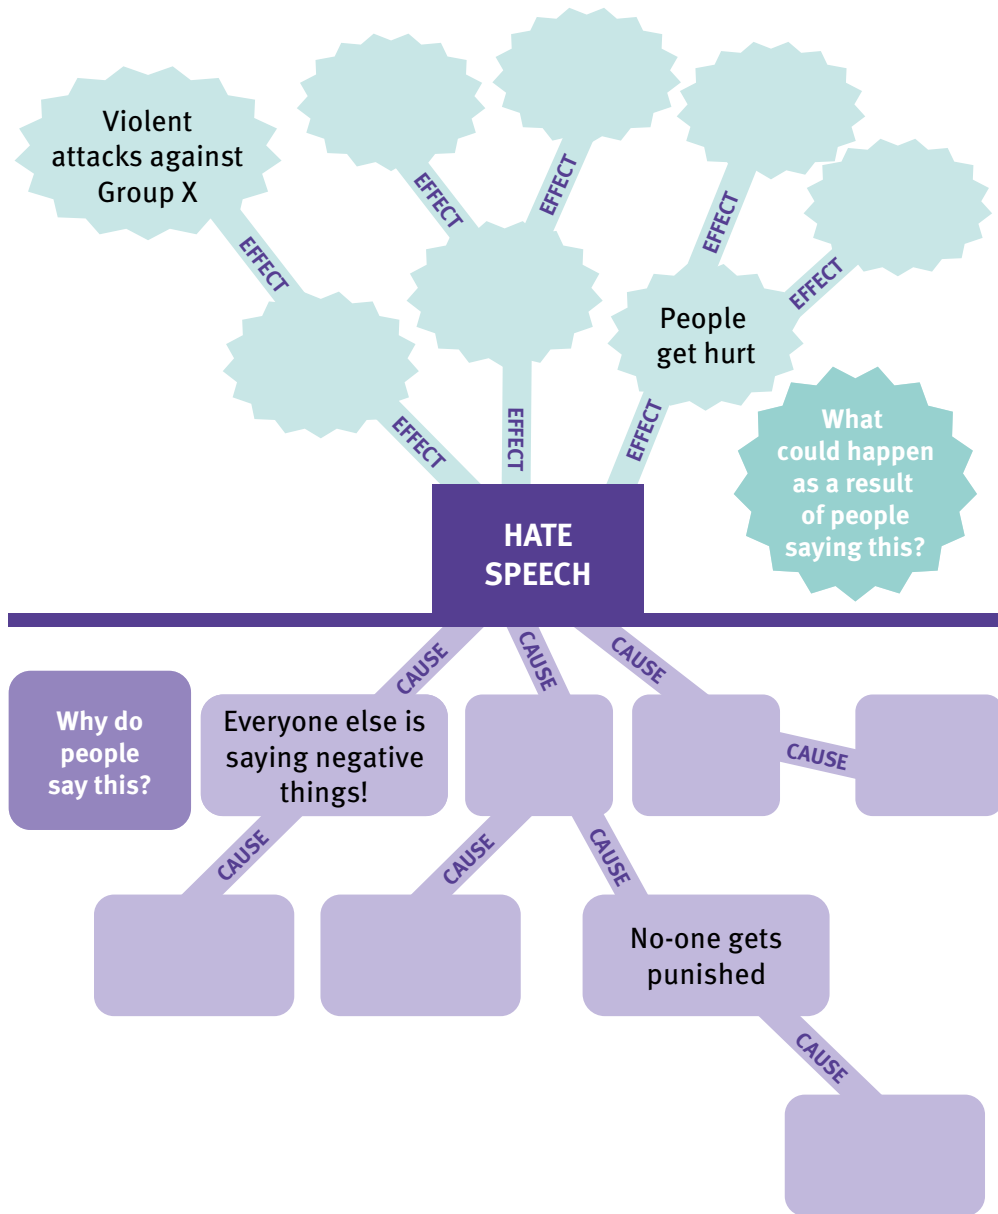 Violent
attacks against
Group X
EFFECT
EFFECT
EFFECT
EFFECT
EFFECT
People
get hurt
EFFECT
EFFECT
EFFECT
What
could happen
as a result
of people
saying this?
HATE
SPEECH
CAUSE
CAUSE
CAUSE
Why do
people
say this?
Everyone else is
saying negative
things!
CAUSE
CAUSE
CAUSE
CAUSE
No-one gets
punished
CAUSE